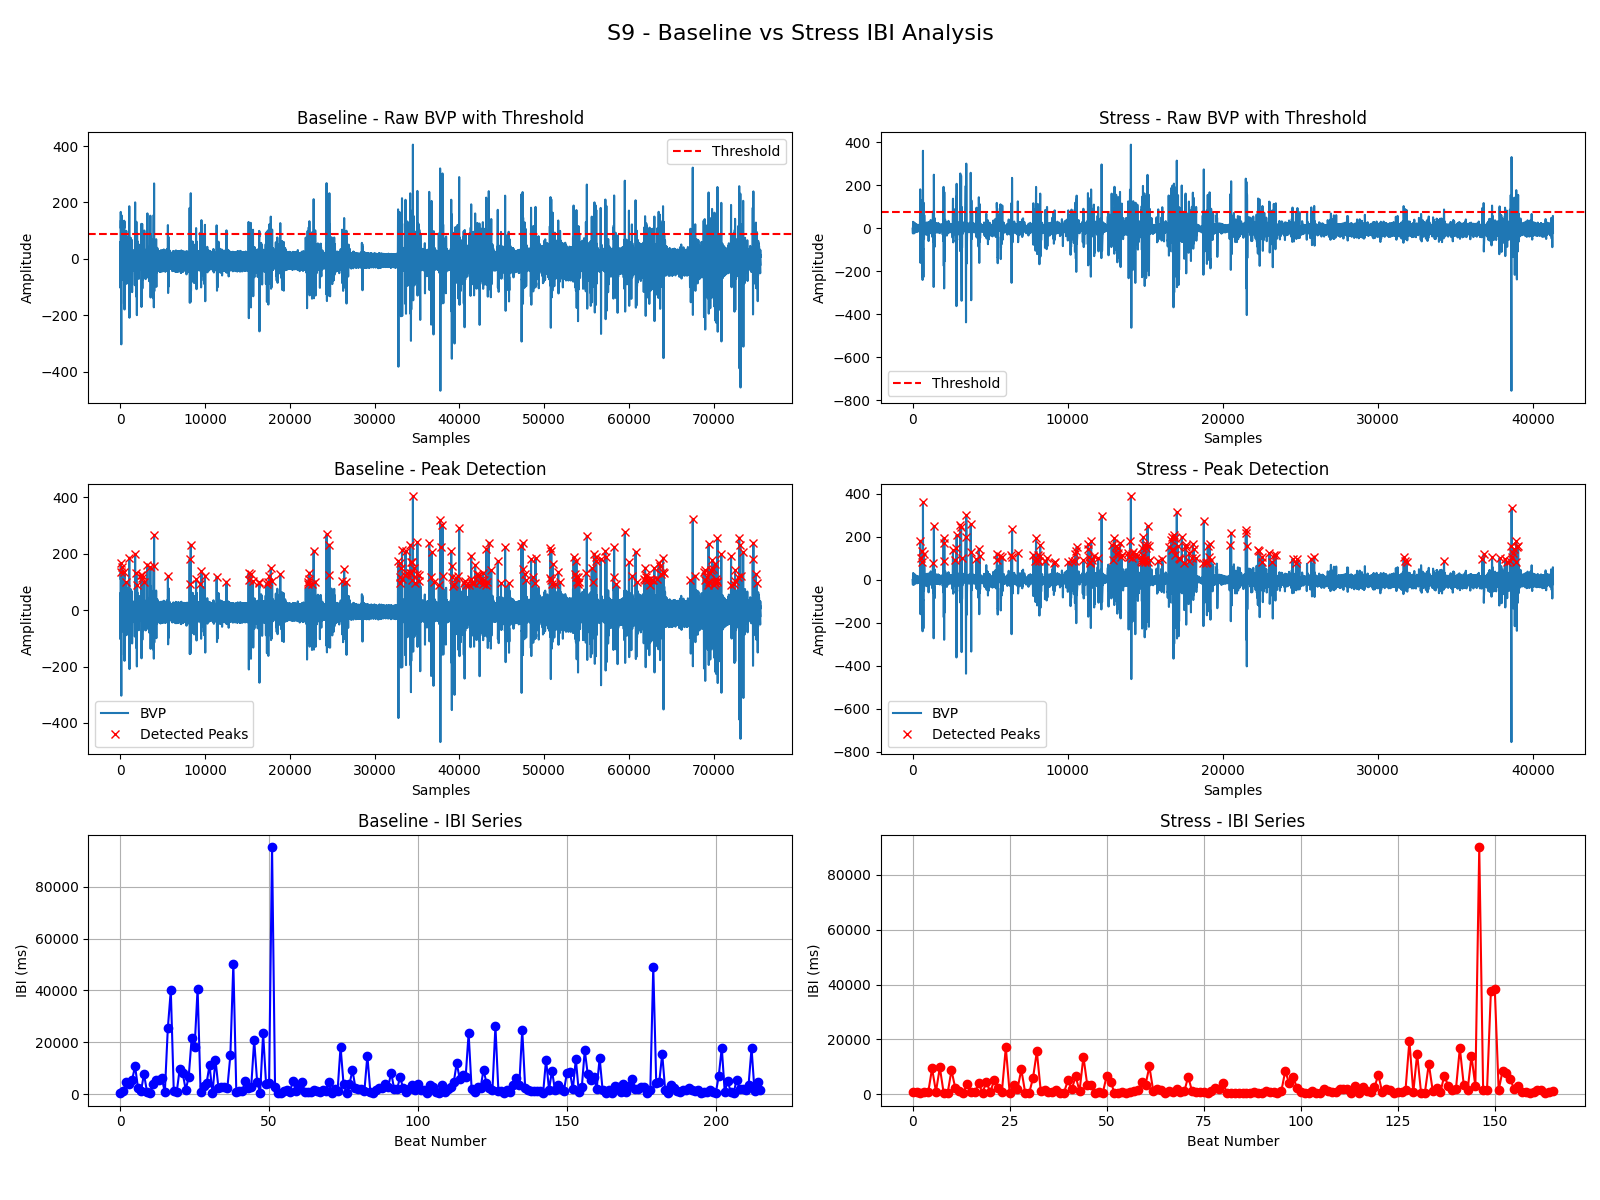 S9 - Baseline vs Stress IBI Analysis
Baseline - Raw BVP with Threshold
400
200
0
−200
−400
Amplitude
Threshold
0 10000 20000 30000 40000 50000 60000 70000
Samples
Stress - Raw BVP with Threshold
400
200
0
−200
−400
−600
−800
Amplitude
Threshold
0 10000 20000 30000 40000
Samples
Baseline - Peak Detection
400
200
0
−200
−400
Amplitude
BVP
Detected Peaks
0 10000 20000 30000 40000 50000 60000 70000
Samples
Stress - Peak Detection
400
200
0
−200
−400
−600
−800
Amplitude
BVP
Detected Peaks
0 10000 20000 30000 40000
Samples
Baseline - IBI Series
80000
60000
40000
20000
0
IBI (ms)
0 50 100 150 200
Beat Number
Stress - IBI Series
80000
60000
40000
20000
0
IBI (ms)
0 25 50 75 100 125 150
Beat Number